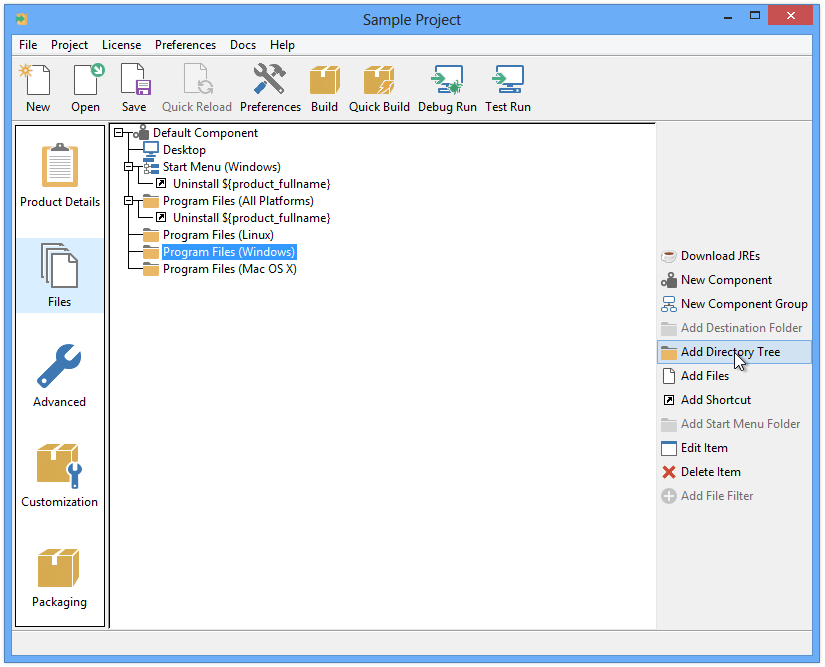 Sample Project
File Project License Preferences Docs Help
New Open Save Quick Reload Preferences Build Quick Build Debug Run Test Run
Product Details
Files
Advanced
Customization
Packaging
Default Component
Desktop
Start Menu (Windows)
Uninstall ${product_fullname}
Program Files (All Platforms)
Uninstall ${product_fullname}
Program Files (Linux)
Program Files (Windows)
Program Files (Mac OS X)
Download JREs
New Component
New Component Group
Add Destination Folder
Add Directory Tree
Add Files
Add Shortcut
Add Start Menu Folder
Edit Item
Delete Item
Add File Filter